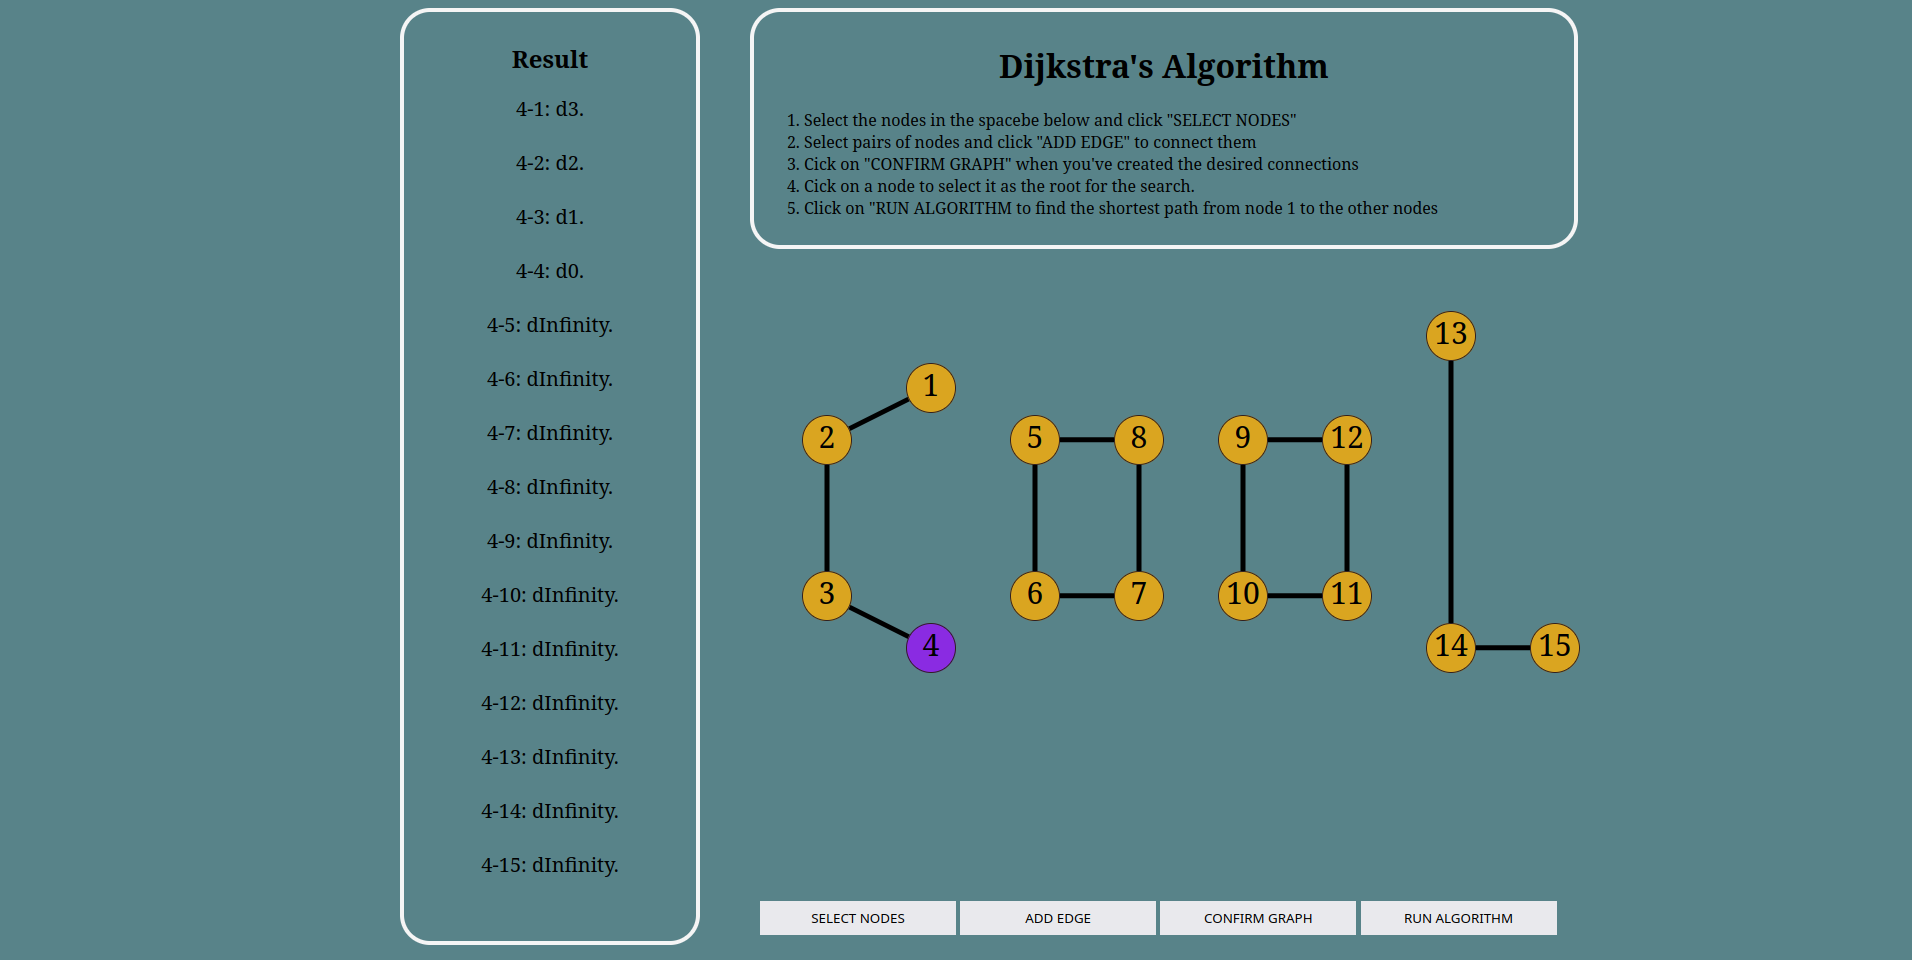 Result
4-1: d3.
4-2: d2.
4-3: d1.
4-4: d0.
4-5: dInfinity.
4-6: dInfinity.
4-7: dInfinity.
4-8: dInfinity.
4-9: dInfinity.
4-10: dInfinity.
4-11: dInfinity.
4-12: dInfinity.
4-13: dInfinity.
4-14: dInfinity.
4-15: dInfinity.
Dijkstra's Algorithm
1. Select the nodes in the spacebe below and click "SELECT NODES"
2. Select pairs of nodes and click "ADD EDGE" to connect them
3. Cick on "CONFIRM GRAPH" when you've created the desired connections
4. Cick on a node to select it as the root for the search.
5. Click on "RUN ALGORITHM to find the shortest path from node 1 to the other nodes
13
1
2
5
8
9
12
3
6
7
10
11
4
14
15
SELECT NODES
ADD EDGE
CONFIRM GRAPH
RUN ALGORITHM